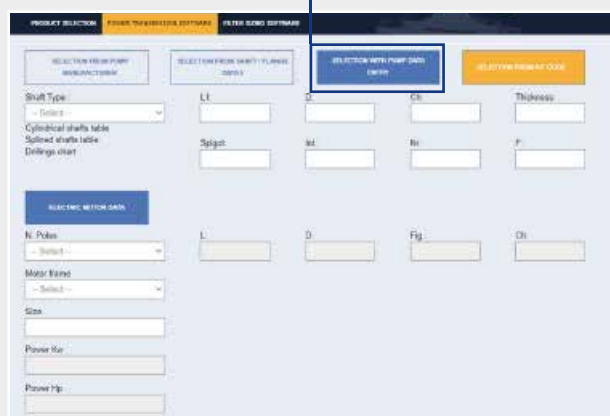 PRODUCT SELECTION
POWER TRANSMISSION SOFTWARE
FILTER SIZING SOFTWARE
SELECTION FROM PUMP
MANUFACTURER
SELECTION FROM SHAFT / FLANGE
SELECTION WITH PUMP DATA
ENTRY
SELECTION FROM KIT CODE
Shaft Type
L1:
D:
Ch:
Thickness
-- Select --
Cylindrical shafts table
Splined shafts table
Drillings chart
Spigot:
Int:
Nr:
F:
ELECTRIC MOTOR DATA
N. Poles
L:
D:
Fig.:
Ch:
-- Select --
Motor frame
-- Select --
Size
Power Kw
Power Hp